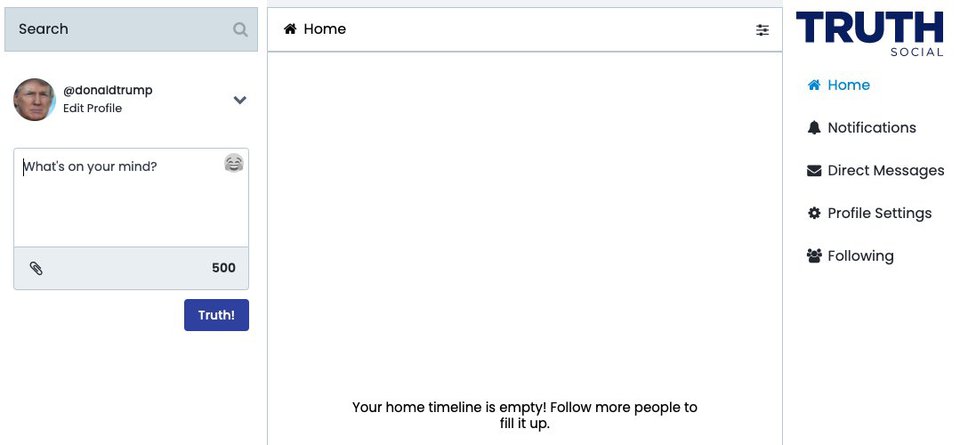 Search
@donaldtrump
Edit Profile
What's on your mind?
500
Truth!
Home
Your home timeline is empty! Follow more people to
fill it up.
TRUTH
SOCIAL
Home
Notifications
Direct Messages
Profile Settings
Following